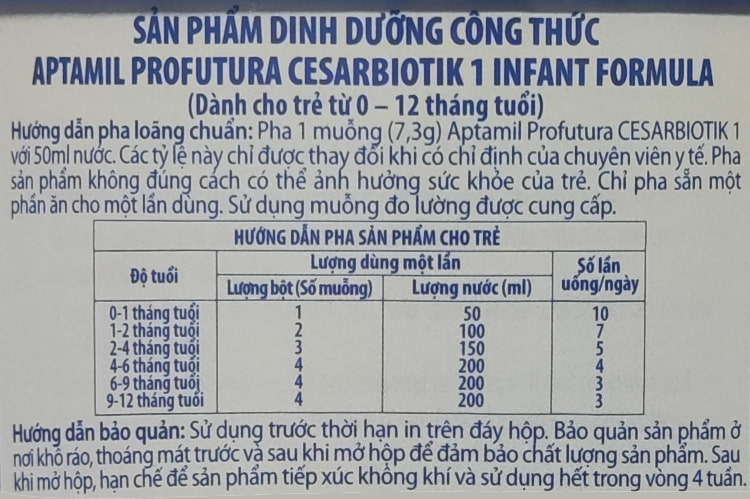 SẢN PHẨM DINH DƯỠNG CÔNG THỨC
APTAMIL PROFUTURA CESARBIOTIK 1 INFANT FORMULA
(Dành cho trẻ từ 0 – 12 tháng tuổi)
Hướng dẫn pha loãng chuẩn: Pha 1 muỗng (7,3g) Aptamil Profutura CESARBIOTIK 1
với 50ml nước. Các tỷ lệ này chỉ được thay đổi khi có chỉ định của chuyên viên y tế. Pha
sản phẩm không đúng cách có thể ảnh hưởng sức khỏe của trẻ. Chỉ pha sẵn một
phần ăn cho một lần dùng. Sử dụng muỗng đo lường được cung cấp.
HƯỚNG DẪN PHA SẢN PHẨM CHO TRẺ
Độ tuổi Lượng dùng một lần Số lần uống/ngày
Lượng bột (Số muỗng) Lượng nước (ml)
0-1 tháng tuổi 1 50 10
1-2 tháng tuổi 2 100 7
2-4 tháng tuổi 3 150 5
4-6 tháng tuổi 4 200 4
6-9 tháng tuổi 4 200 3
9-12 tháng tuổi 4 200 3
Hướng dẫn bảo quản: Sử dụng trước thời hạn in trên đáy hộp. Bảo quản sản phẩm ở
nơi khô ráo, thoáng mát trước và sau khi mở hộp để đảm bảo chất lượng sản phẩm. Sau
khi mở hộp, hạn chế để sản phẩm tiếp xúc không khí và sử dụng hết trong vòng 4 tuần.